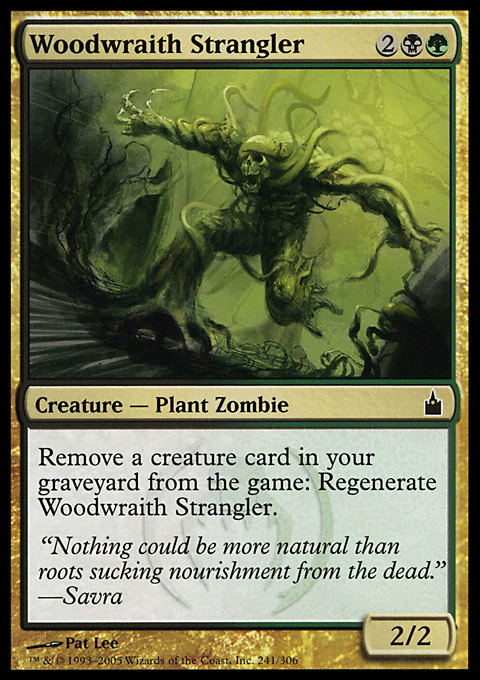 Woodwraith Strangler 2
Creature — Plant Zombie
Remove a creature card in your
graveyard from the game: Regenerate
Woodwraith Strangler.
“Nothing could be more natural than
roots sucking nourishment from the dead.”
—Savra
Pat Lee
2/2
™ & © 1993–2005 Wizards of the Coast, Inc. 241/306